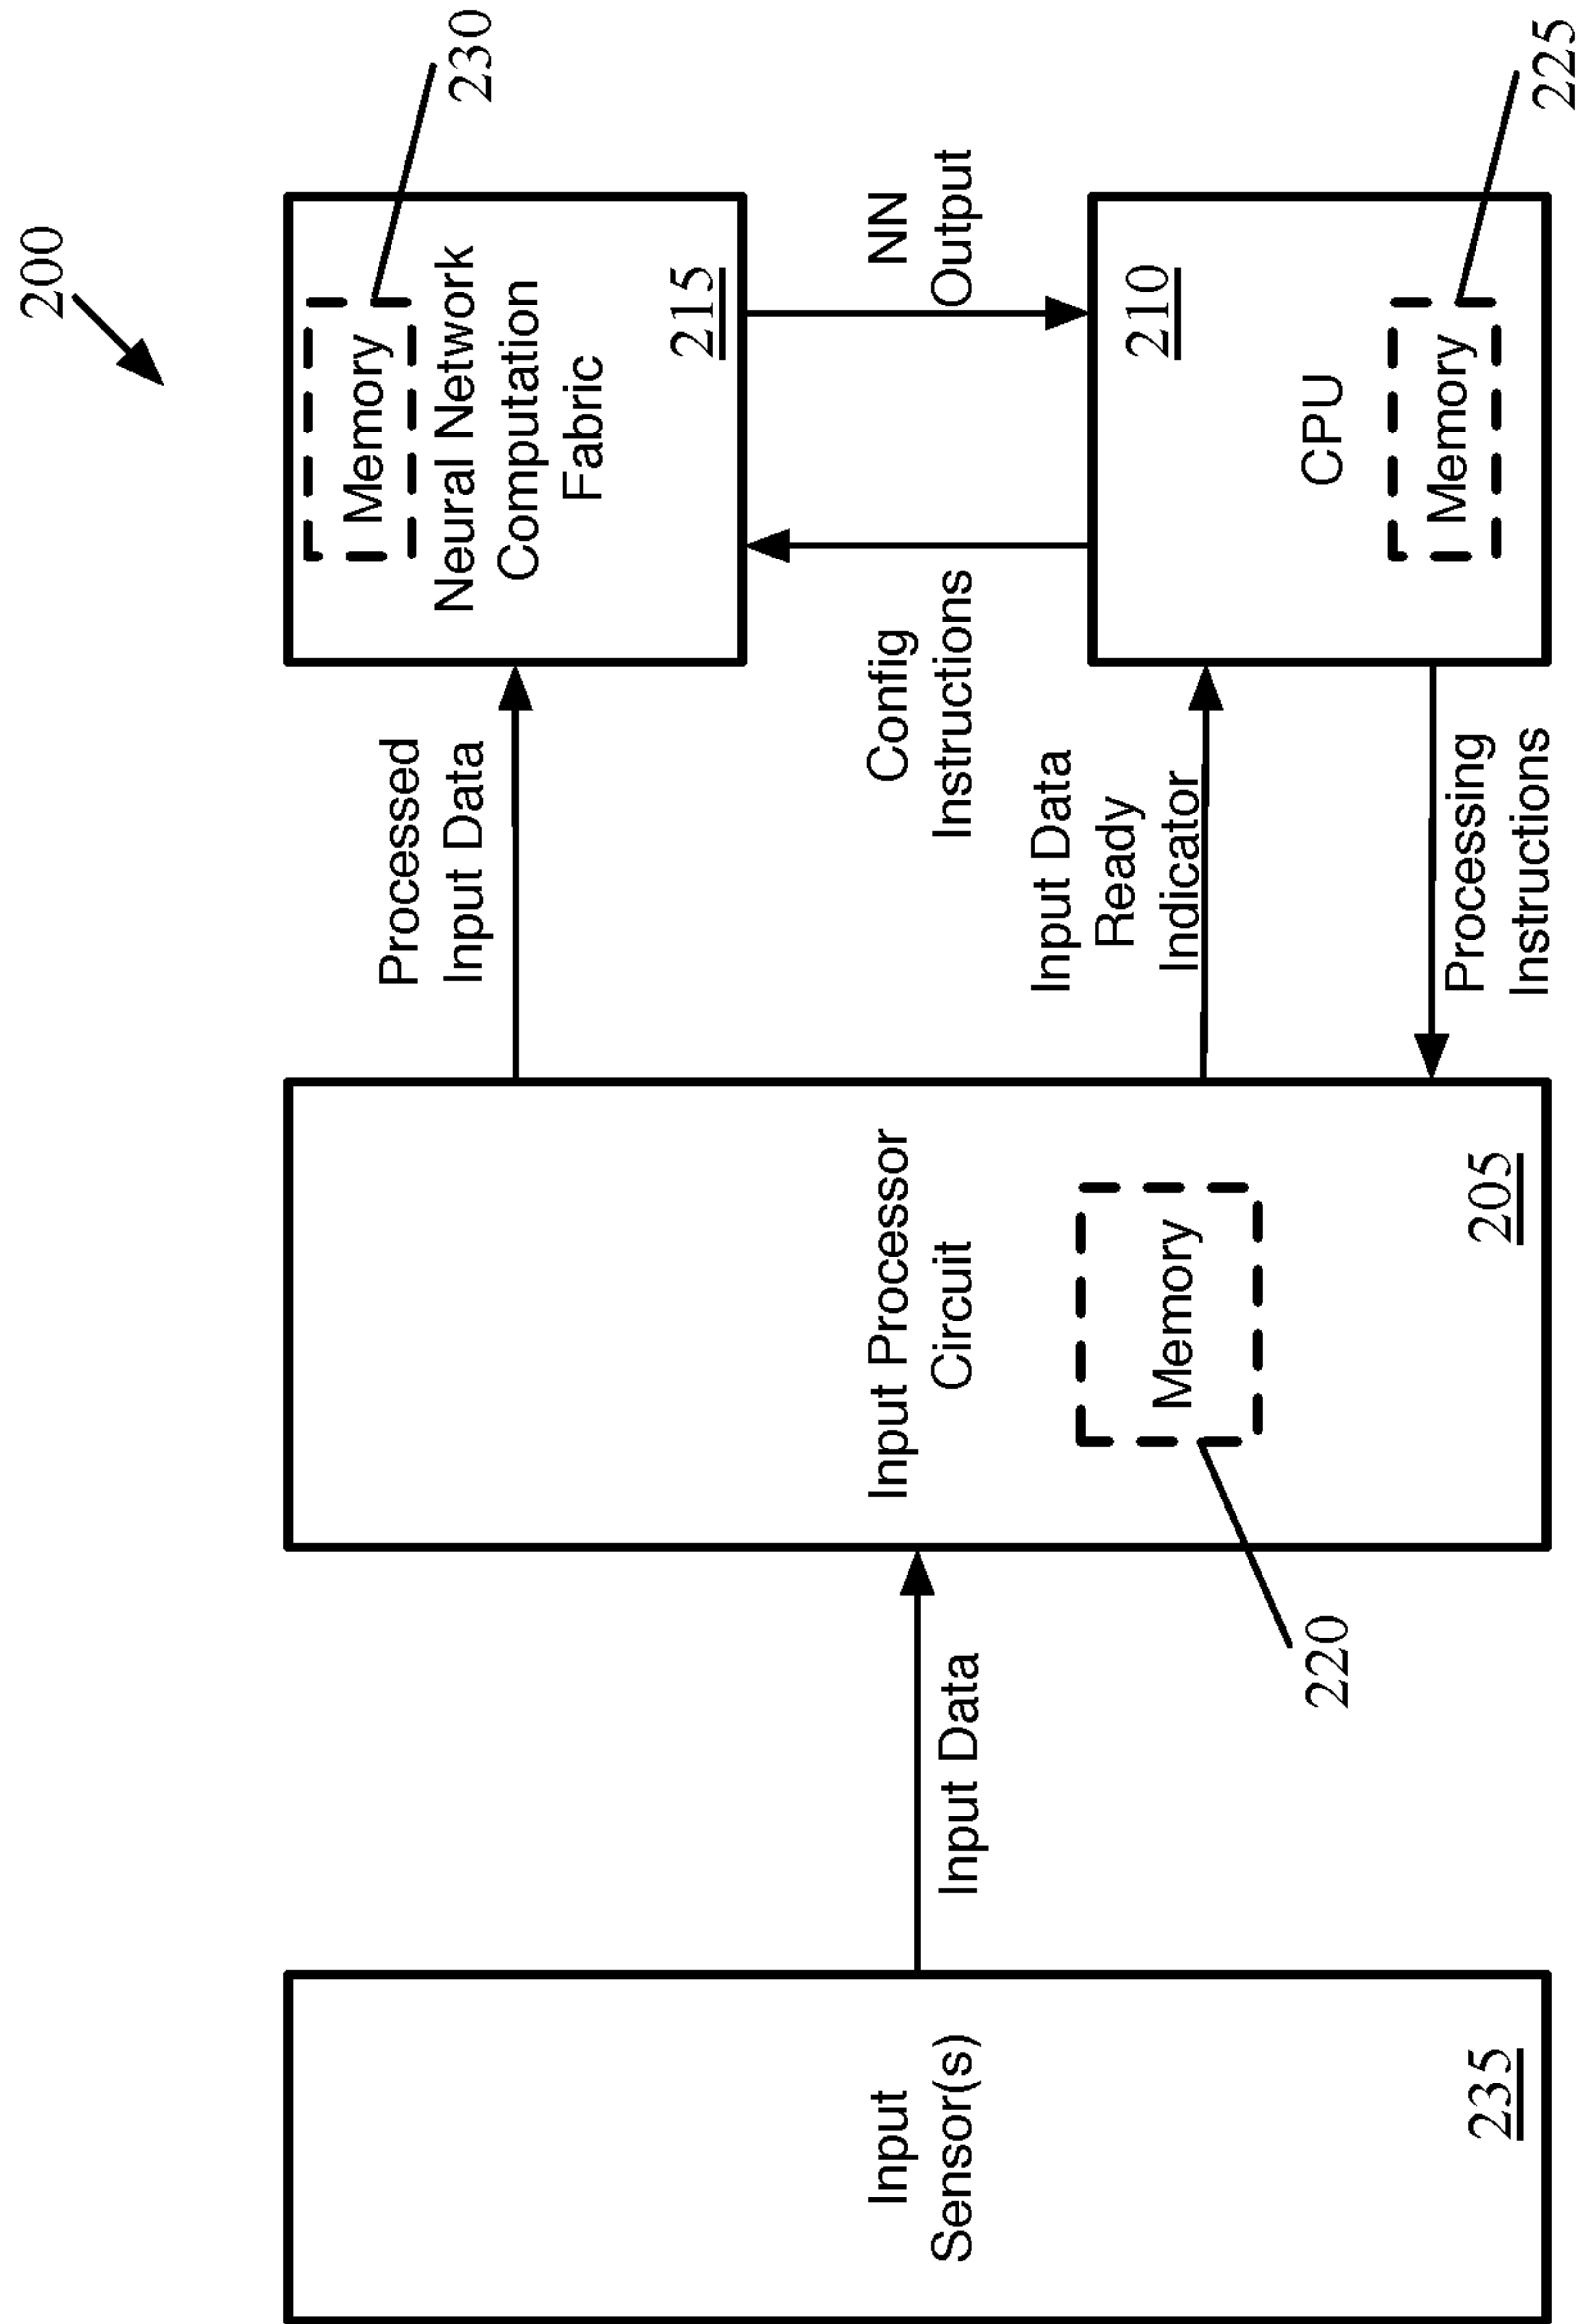 200
Input
Sensor(s)
235
Input Data
Input Processor
Circuit
Memory
220
205
Processed
Input Data
Input Data
Ready
Indicator
Processing
Instructions
Memory
230
Neural Network
Computation
Fabric
215
Config
Instructions
NN
Output
210
CPU
Memory
225